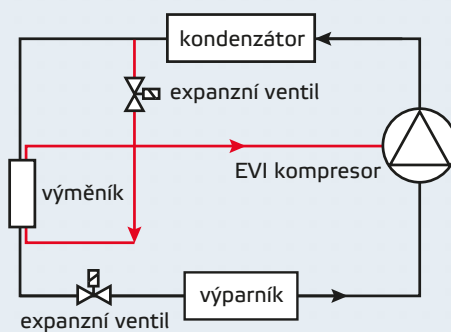 kondenzátor
expanzní ventil
EVI kompresor
výměník
výparník
expanzní ventil